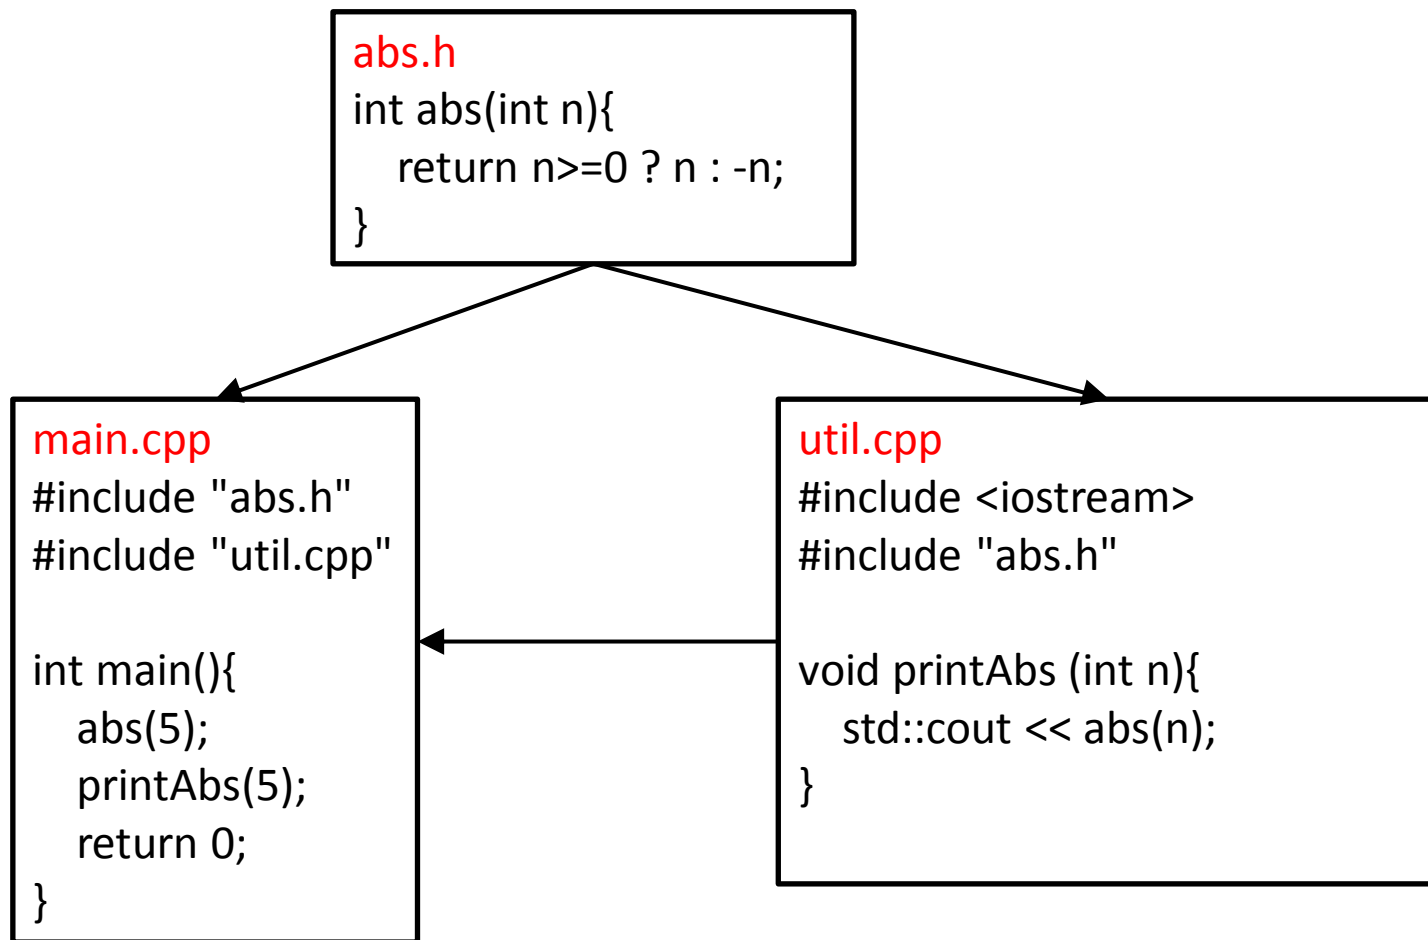 abs.h
int abs(int n){
return n>=0 ? n : -n;
}
main.cpp
#include "abs.h"
#include "util.cpp"
int main(){
abs(5);
printAbs(5);
return 0;
}
util.cpp
#include <iostream>
#include "abs.h"
void printAbs (int n){
std::cout << abs(n);
}